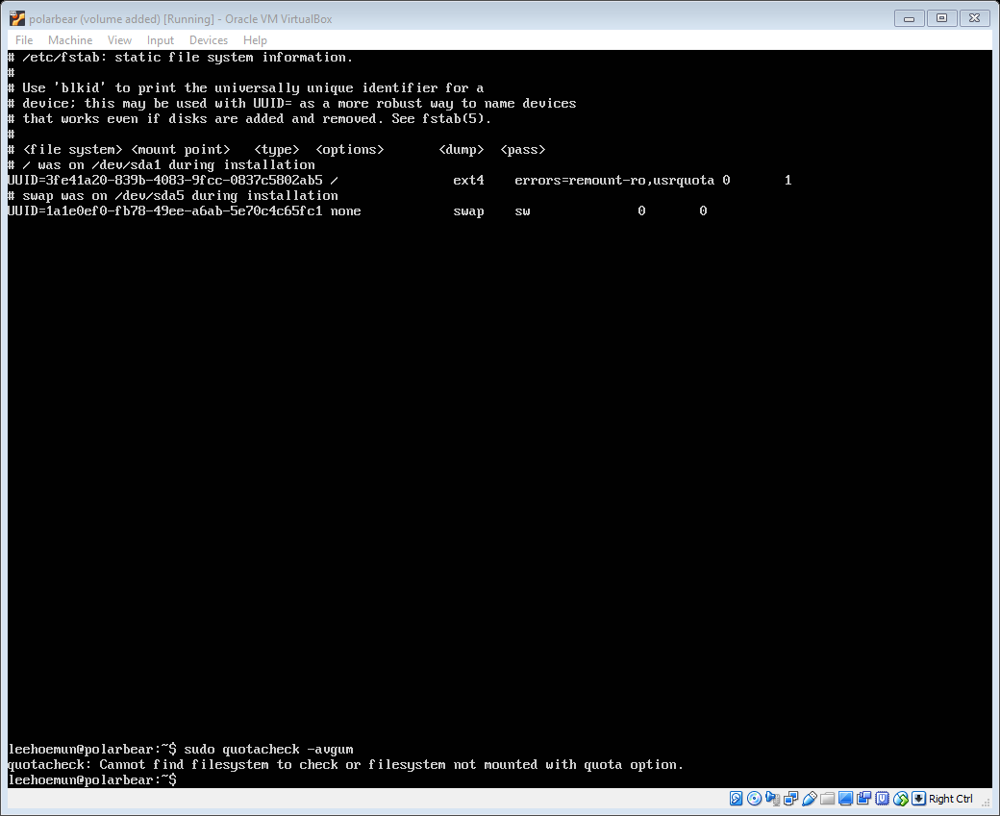 polarbear (volume added) [Running] - Oracle VM VirtualBox
File Machine View Input Devices Help
# /etc/fstab: static file system information.
#
# Use 'blkid' to print the universally unique identifier for a
# device; this may be used with UUID= as a more robust way to name devices
# that works even if disks are added and removed. See fstab(5).
#
# <file system> <mount point>   <type>  <options>       <dump>  <pass>
# / was on /dev/sda1 during installation
UUID=3fe41a20-839b-4083-9fcc-0837c5802ab5 /               ext4    errors=remount-ro,usrquota 0       1
# swap was on /dev/sda5 during installation
UUID=1a1e0ef0-fb78-49ee-a6ab-5e70c4c65fc1 none            swap    sw              0       0
leehoemun@polarbear:~$ sudo quotacheck -avgum
quotacheck: Cannot find filesystem to check or filesystem not mounted with quota option.
leehoemun@polarbear:~$
Right Ctrl